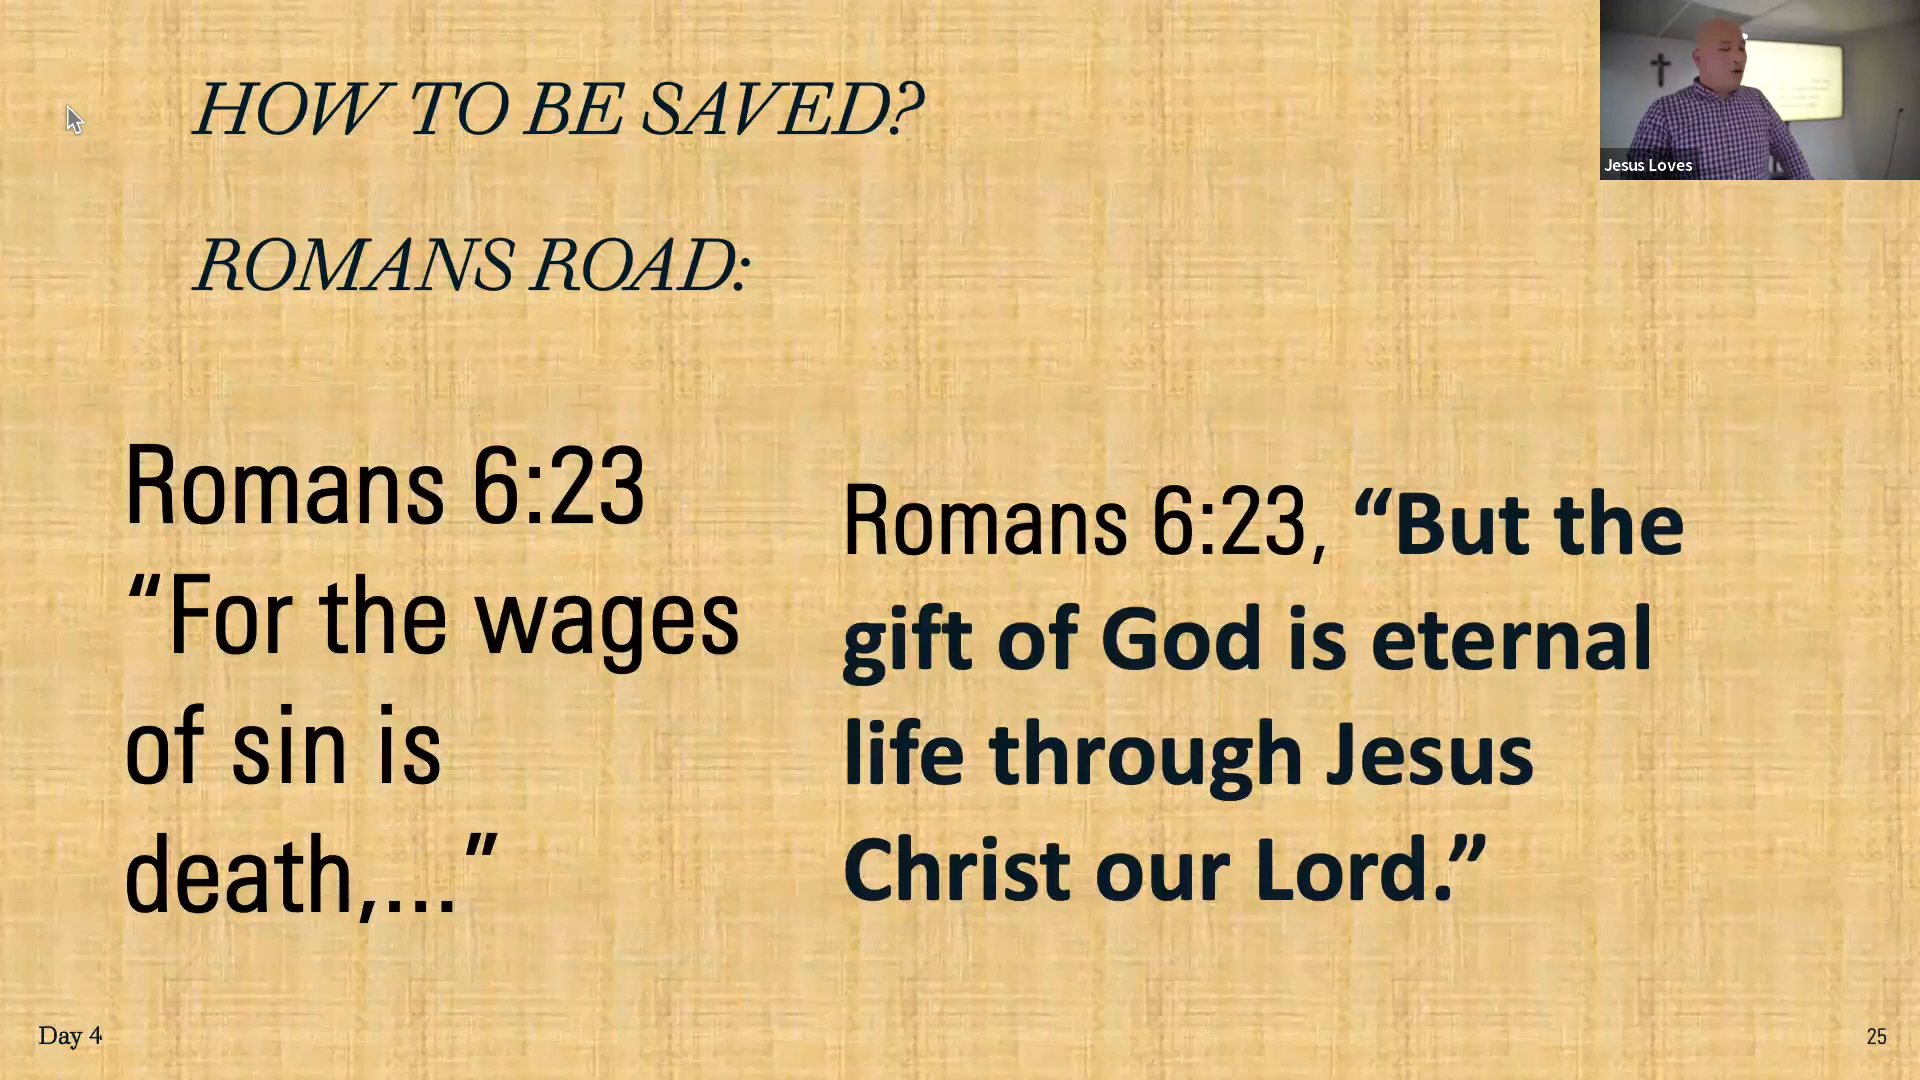 HOW TO BE SAVED?
ROMANS ROAD:
Romans 6:23
“For the wages
of sin is
death,...”
Romans 6:23, “But the
gift of God is eternal
life through Jesus
Christ our Lord.”
Jesus Loves
Day 4
25